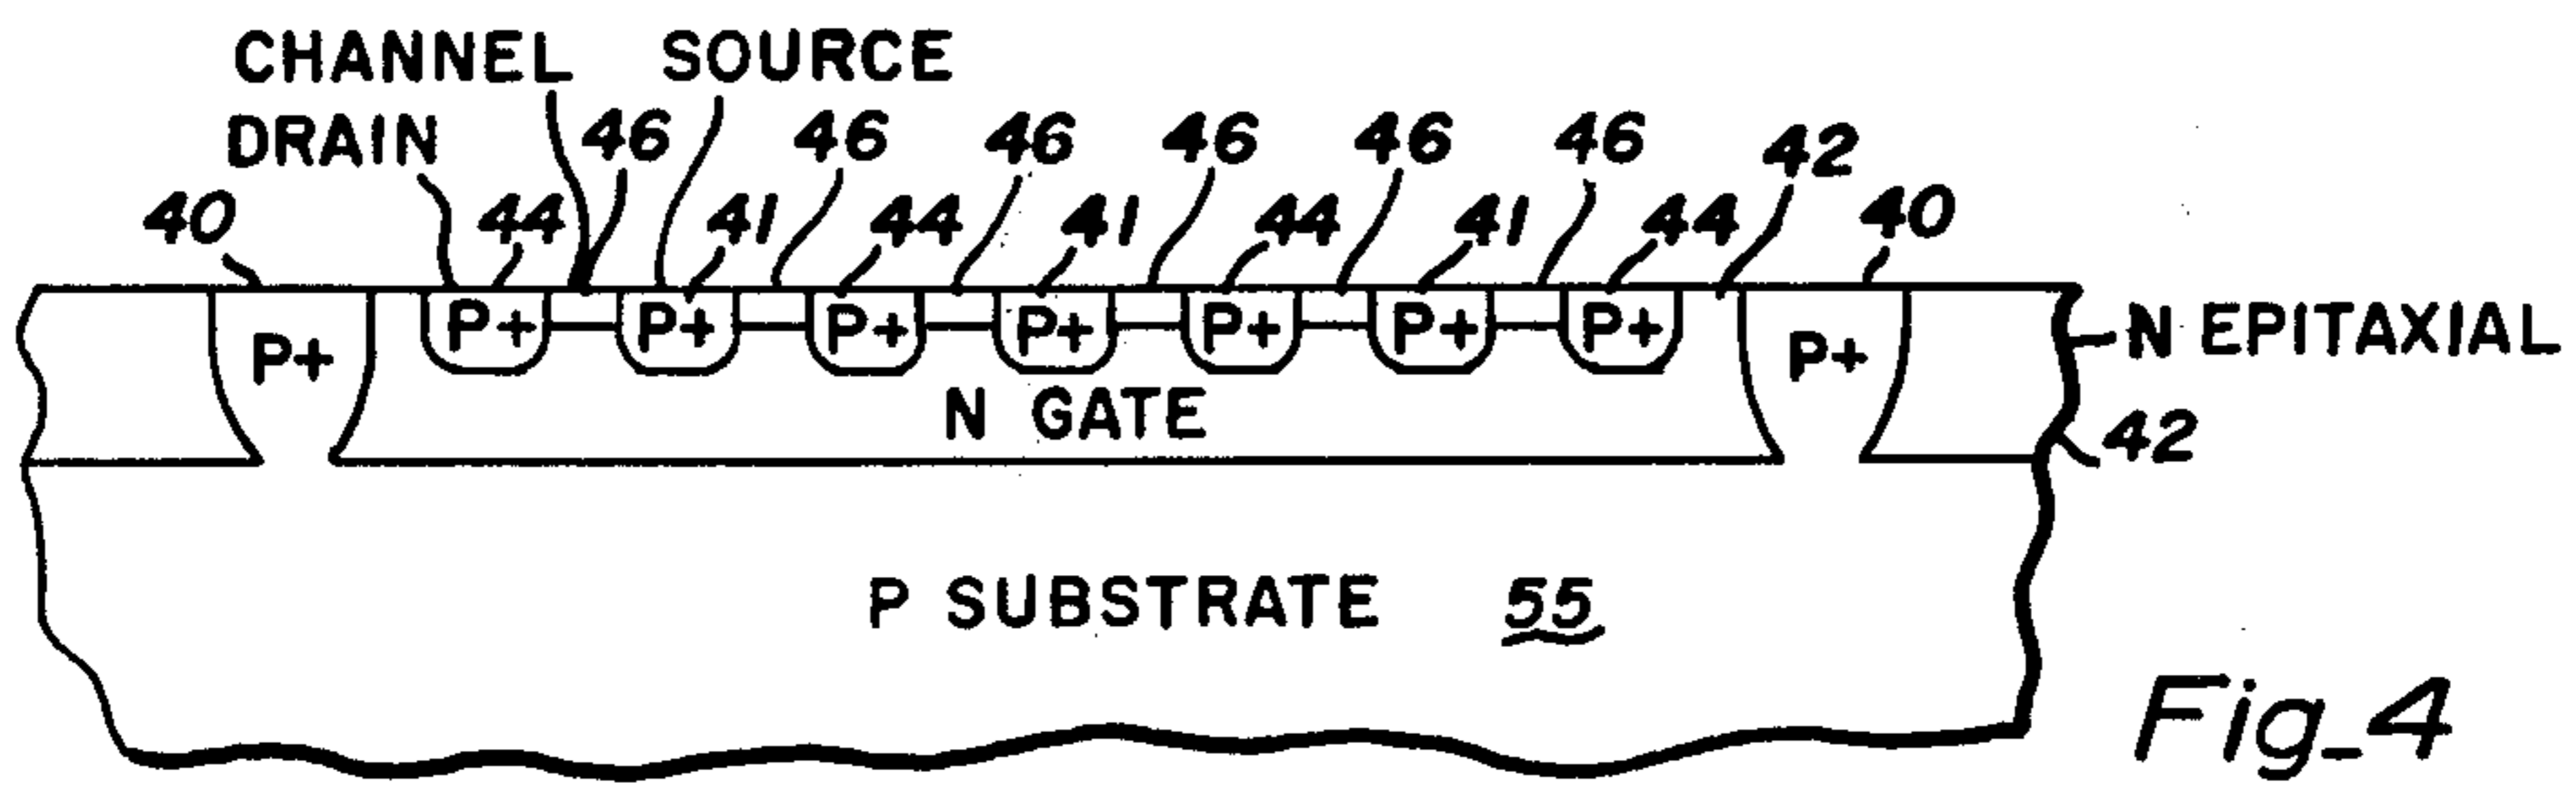 CHANNEL SOURCE
DRAIN 46 46 46 46 46 46 42
40 44 41 44 41 44 41 44 40
P+ P+ P+ P+ P+ P+ P+ P+ P+
N EPITAXIAL
N GATE
42
P SUBSTRATE 55
Fig_4